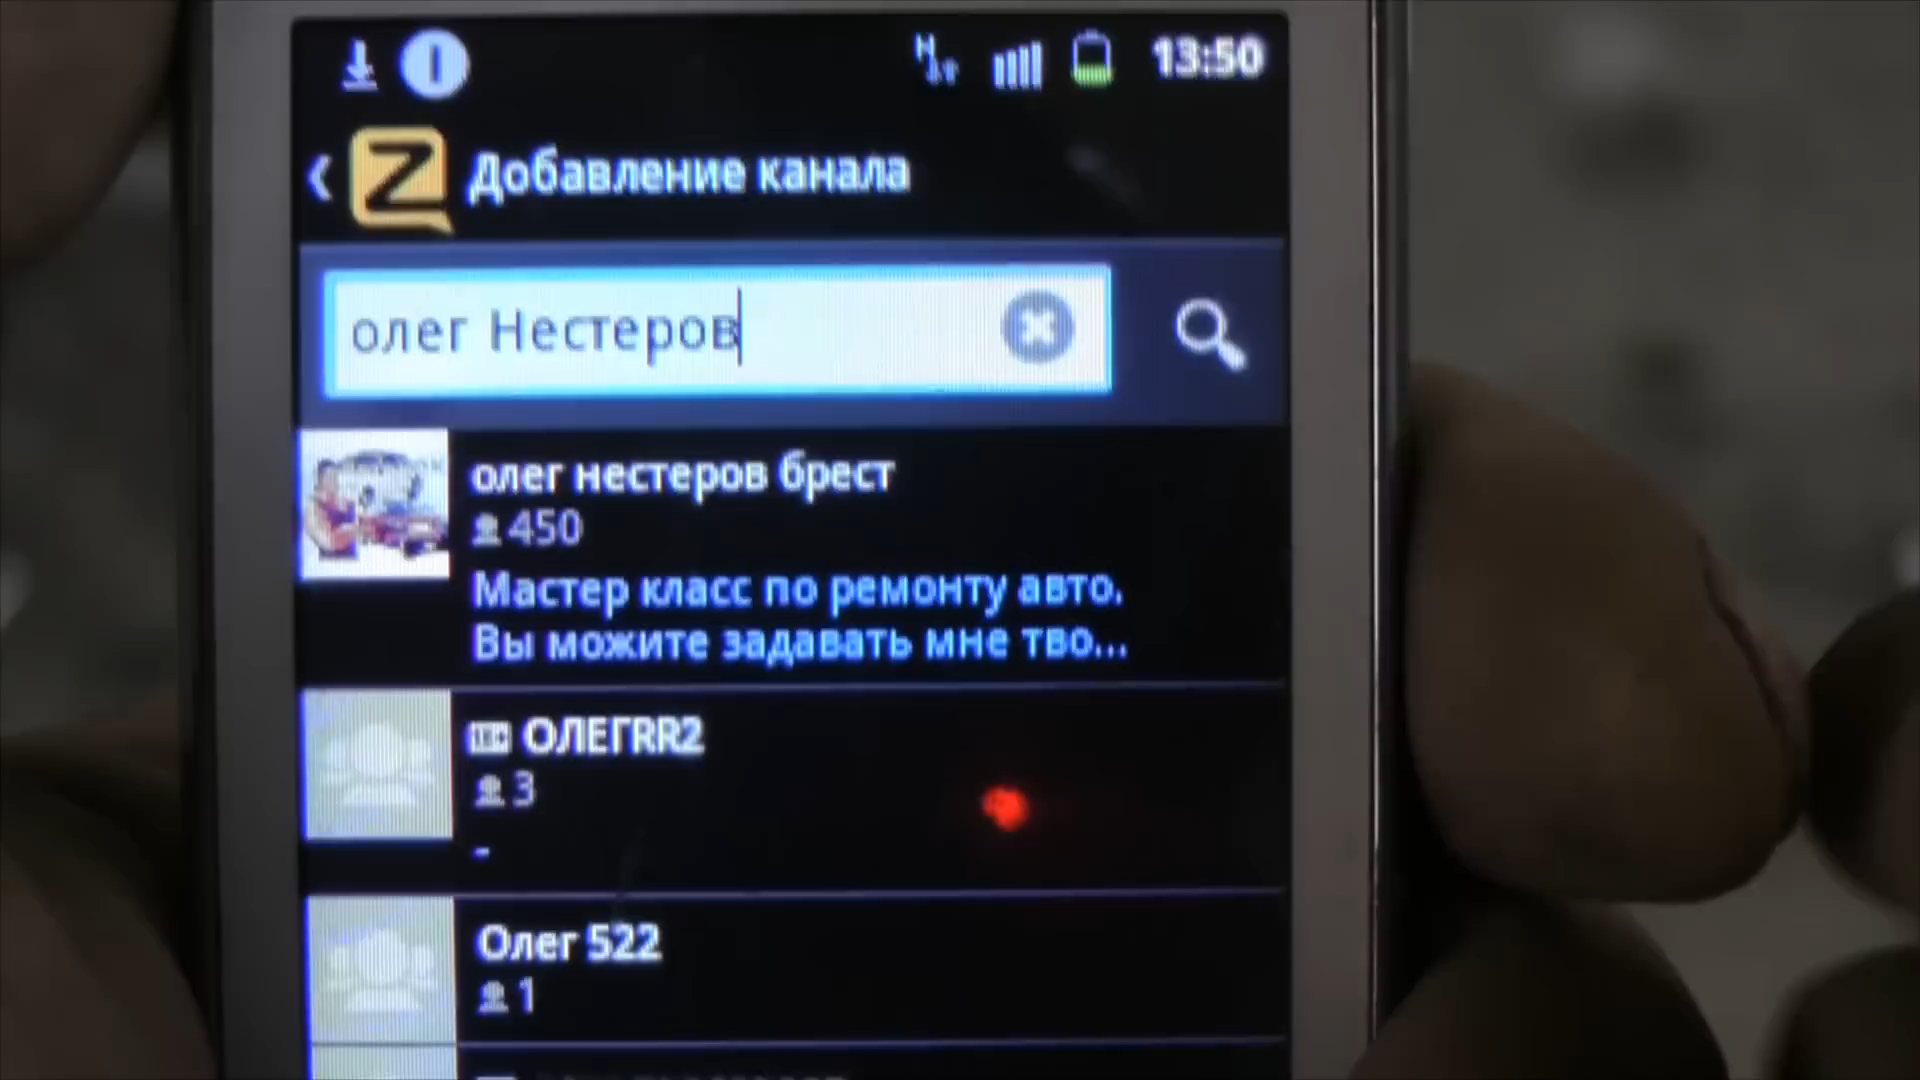 13:50
Добавление канала
олег Нестеров
олег нестеров брест
450
Мастер класс по ремонту авто.
Вы можите задавать мне тво...
ОЛЕГRR2
3
-
Олег 522
1